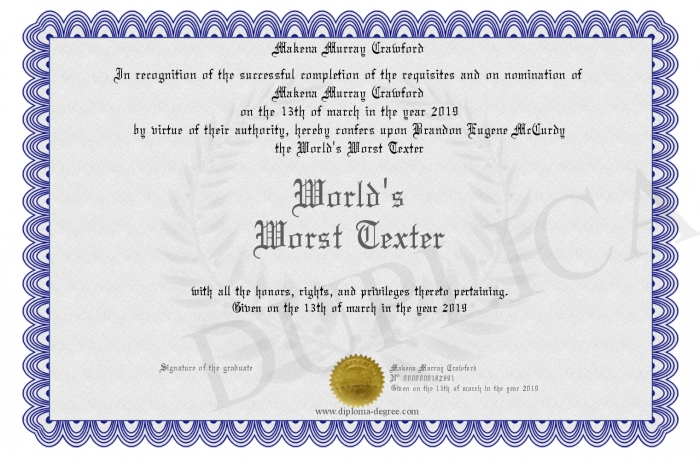 Makena Murray Crawford
In recognition of the successful completion of the requisites and on nomination of
Makena Murray Crawford
on the 13th of march in the year 2019
by virtue of their authority, hereby confers upon Brandon Eugene McCurdy
the World's Worst Texter
World's
Worst Texter
DUPLICA
with all the honors, rights, and privileges thereto pertaining.
Given on the 13th of march in the year 2019
Signature of the graduate
Makena Murray Crawford
Nº 0000000182891
Given on the 13th of march in the year 2019
www.diploma-degree.com